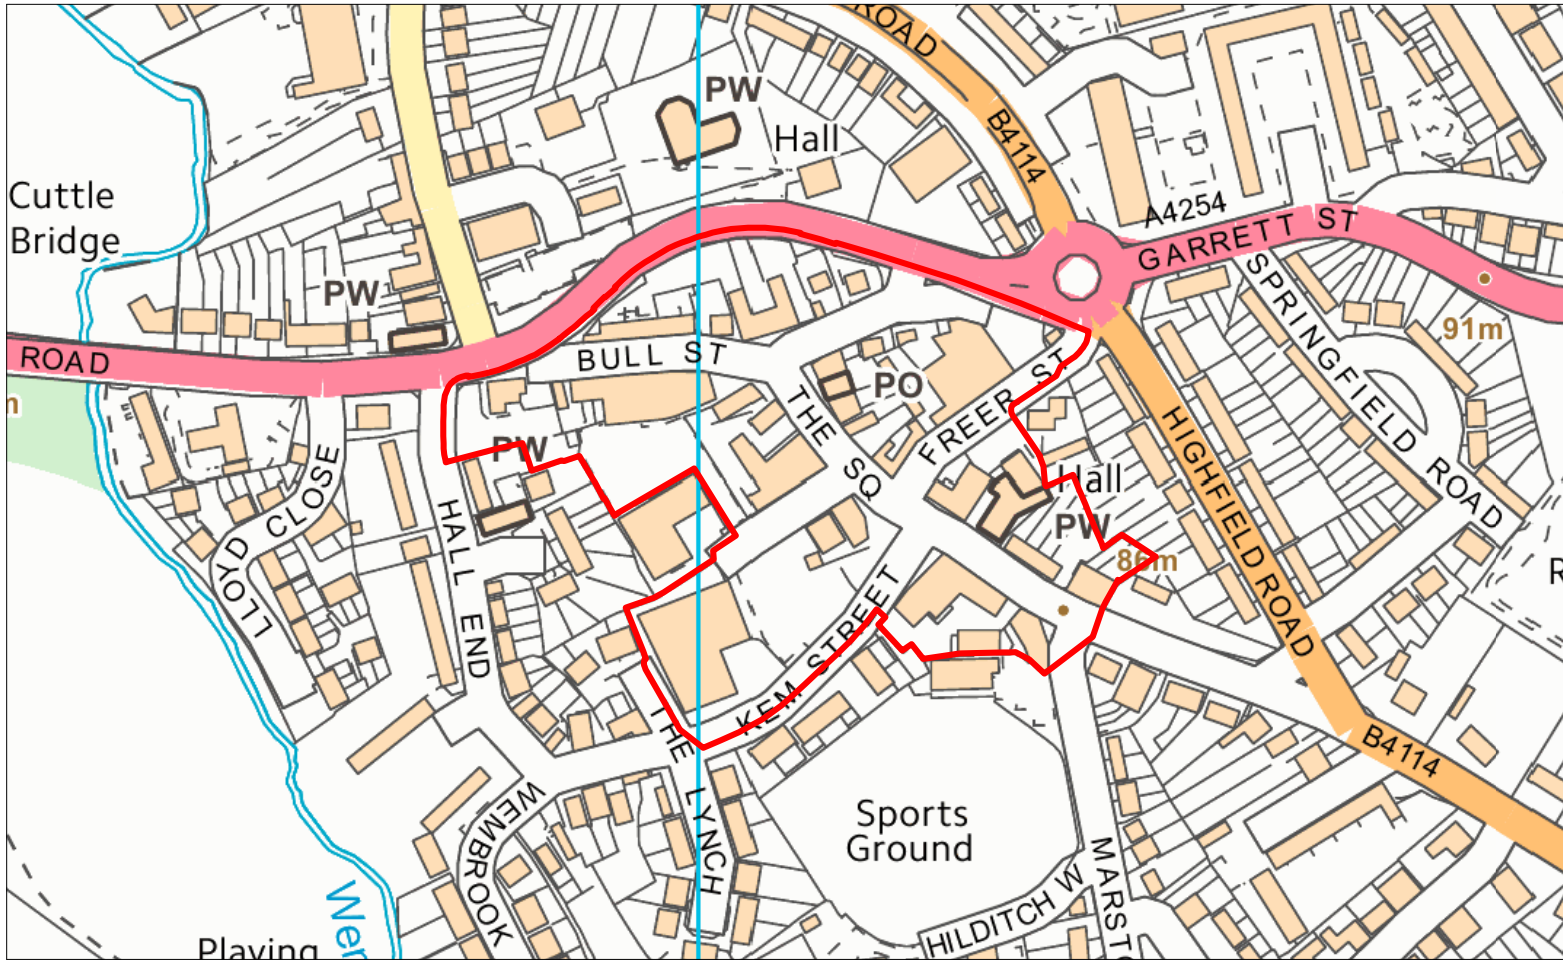 ROAD
PW
Hall
B4114
Cuttle
Bridge
A4254
GARRETT ST
PW
ROAD
BULL ST
SPRINGFIELD ROAD
91m
PO
THE SQ
FREER ST
HIGHFIELD ROAD
PW
Hall
PW
86m
LLOYD CLOSE
HALL END
KEM STREET
THE LYNCH
B4114
WEMBROOK
Sports
Ground
HILDITCH W
Playing